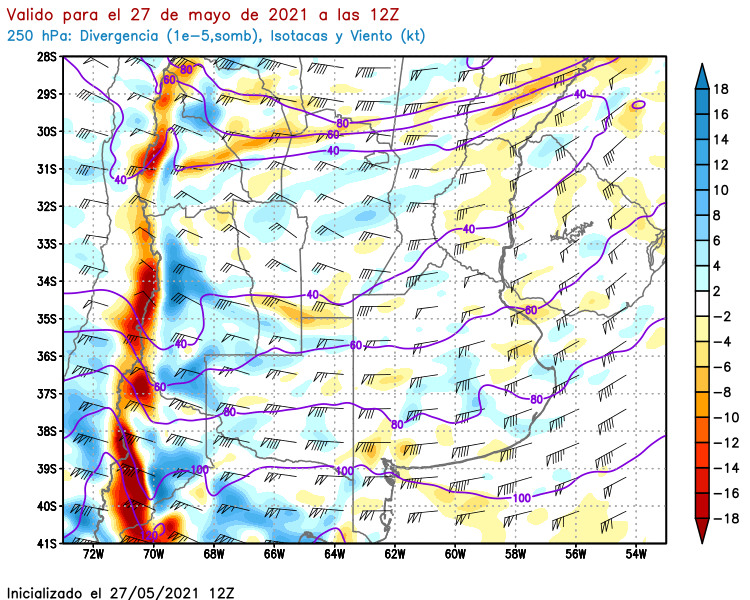 Valido para el 27 de mayo de 2021 a las 12Z
250 hPa: Divergencia (1e-5,somb), Isotacas y Viento (kt)
28S
29S
30S
31S
32S
33S
34S
35S
36S
37S
38S
39S
40S
41S
72W 70W 68W 66W 64W 62W 60W 58W 56W 54W
80
60
40
80
60
40
40
40
40
40
60
60
60
80
80
80
100
100
100
120
18
16
14
12
10
8
6
4
2
-2
-4
-6
-8
-10
-12
-14
-16
-18
Inicializado el 27/05/2021 12Z